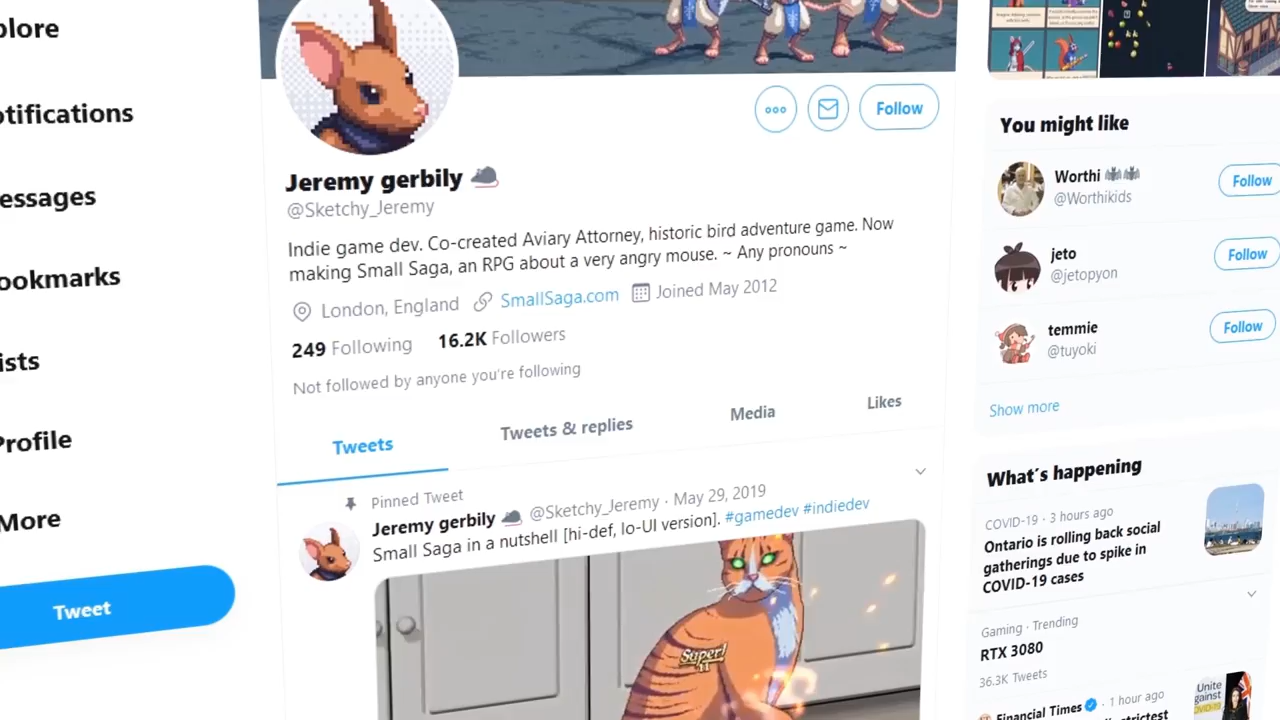 plore
otifications
essages
ookmarks
ists
Profile
More
Tweet
Follow
Jeremy gerbily
@Sketchy_Jeremy
Indie game dev. Co-created Aviary Attorney, historic bird adventure game. Now
making Small Saga, an RPG about a very angry mouse. ~ Any pronouns ~
London, England SmallSaga.com Joined May 2012
249 Following 16.2K Followers
Not followed by anyone you're following
Tweets Tweets & replies Media Likes
Pinned Tweet
Jeremy gerbily @Sketchy_Jeremy · May 29, 2019
Small Saga in a nutshell [hi-def, lo-UI version]. #gamedev #indiedev
Super!
11
You might like
Worthi
@Worthikids
Follow
jeto
@jetopyon
Follow
temmie
@tuyoki
Follow
Show more
What's happening
COVID-19 · 3 hours ago
Ontario is rolling back social
gatherings due to spike in
COVID-19 cases
Gaming · Trending
RTX 3080
36.3K Tweets
Financial Times · 1 hour ago
Unite
against
COVID-19